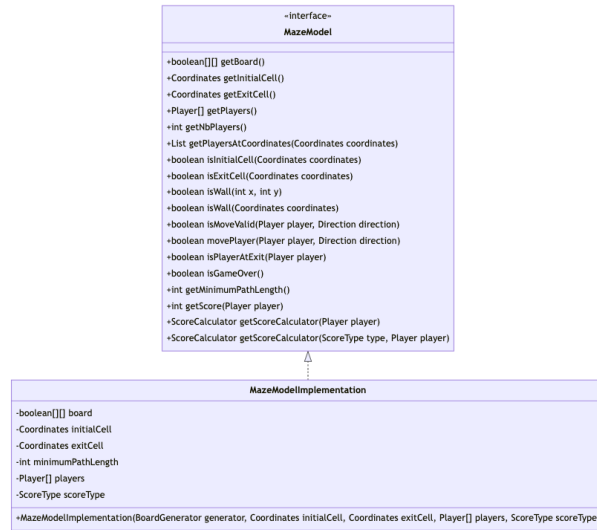 «interface»
MazeModel
+boolean[][] getBoard()
+Coordinates getInitialCell()
+Coordinates getExitCell()
+Player[] getPlayers()
+int getNbPlayers()
+List getPlayersAtCoordinates(Coordinates coordinates)
+boolean isInitialCell(Coordinates coordinates)
+boolean isExitCell(Coordinates coordinates)
+boolean isWall(int x, int y)
+boolean isWall(Coordinates coordinates)
+boolean isMoveValid(Player player, Direction direction)
+boolean movePlayer(Player player, Direction direction)
+boolean isPlayerAtExit(Player player)
+boolean isGameOver()
+int getMinimumPathLength()
+int getScore(Player player)
+ScoreCalculator getScoreCalculator(Player player)
+ScoreCalculator getScoreCalculator(ScoreType type, Player player)
MazeModelImplementation
-boolean[][] board
-Coordinates initialCell
-Coordinates exitCell
-int minimumPathLength
-Player[] players
-ScoreType scoreType
+MazeModelImplementation(BoardGenerator generator, Coordinates initialCell, Coordinates exitCell, Player[] players, ScoreType scoreType